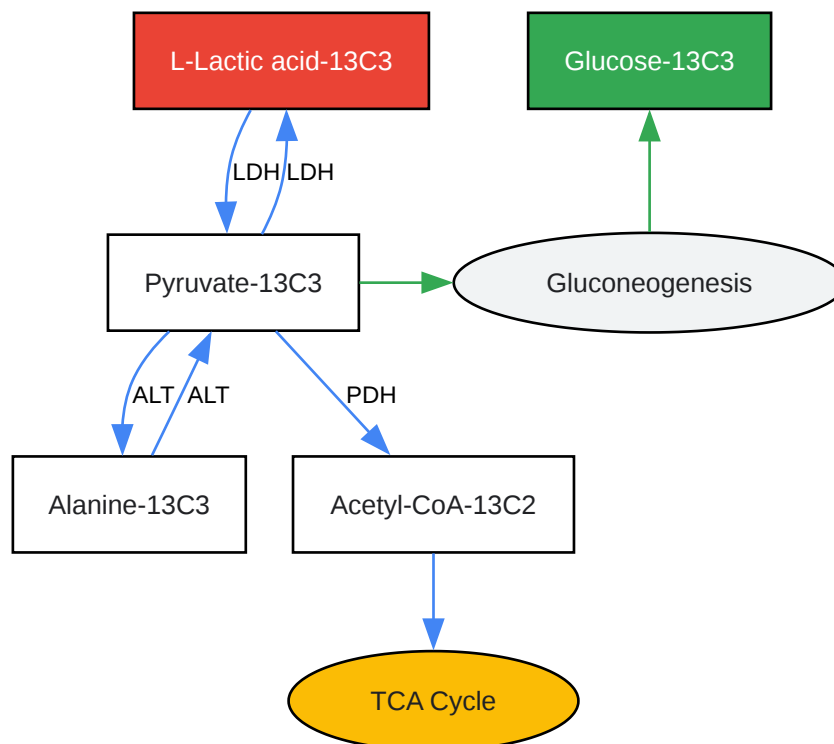 L-Lactic acid-13C3
Glucose-13C3
LDH LDH
Pyruvate-13C3
Gluconeogenesis
ALT ALT
PDH
Alanine-13C3
Acetyl-CoA-13C2
TCA Cycle